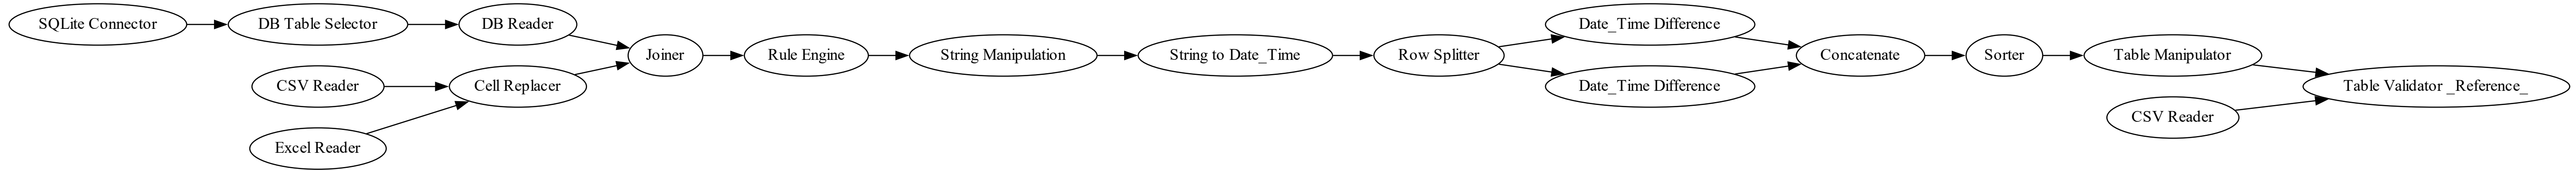 SQLite Connector
DB Table Selector
DB Reader
CSV Reader
Cell Replacer
Excel Reader
Joiner
Rule Engine
String Manipulation
String to Date_Time
Row Splitter
Date_Time Difference
Date_Time Difference
Concatenate
Sorter
Table Manipulator
CSV Reader
Table Validator _Reference_